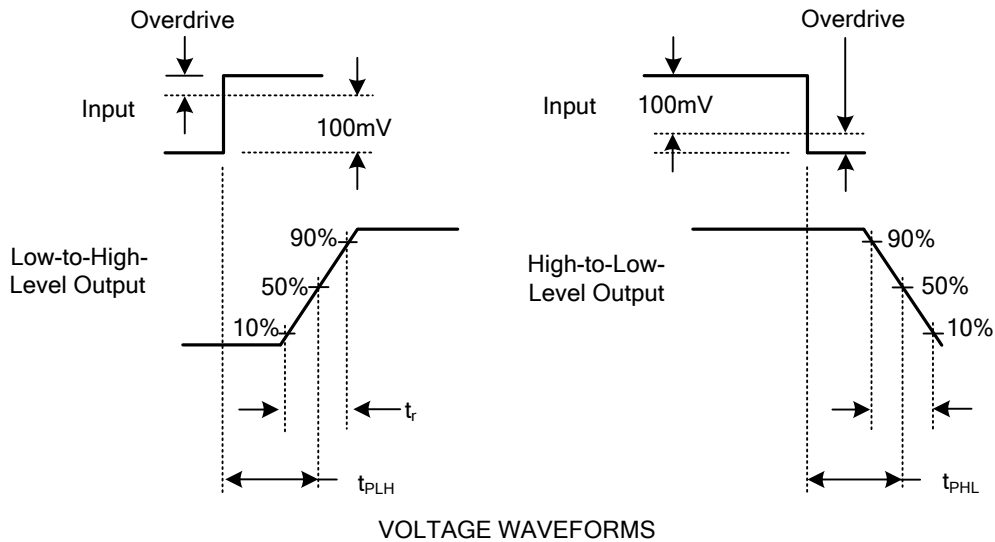 Overdrive
Input
100mV
Low-to-High-
Level Output
90%
50%
10%
tr
tPLH
Overdrive
Input
100mV
High-to-Low-
Level Output
90%
50%
10%
tPHL
VOLTAGE WAVEFORMS